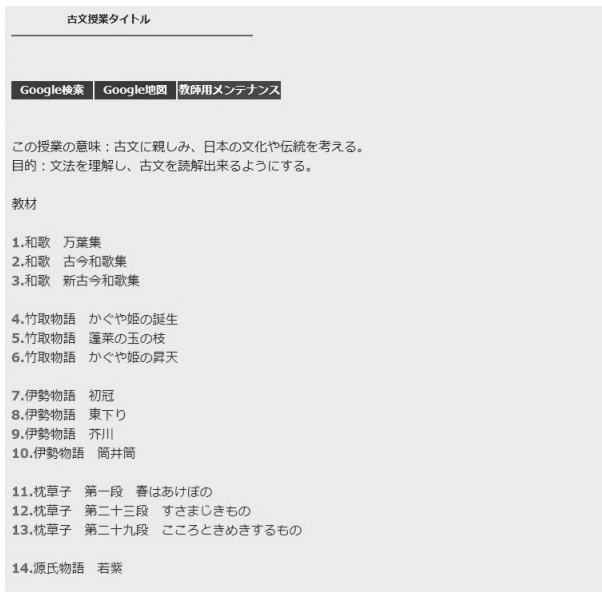 古文授業タイトル
Google検索 Google地図 教師用メンテナンス
この授業の意味：古文に親しみ、日本の文化や伝統を考える。
目的：文法を理解し、古文を読解出来るようにする。
教材
1.和歌　万葉集
2.和歌　古今和歌集
3.和歌　新古今和歌集
4.竹取物語　かぐや姫の誕生
5.竹取物語　蓬莱の玉の枝
6.竹取物語　かぐや姫の昇天
7.伊勢物語　初冠
8.伊勢物語　東下り
9.伊勢物語　芥川
10.伊勢物語　筒井筒
11.枕草子　第一段　春はあけぼの
12.枕草子　第二十三段　すさまじきもの
13.枕草子　第二十九段　こころときめきするもの
14.源氏物語　若紫